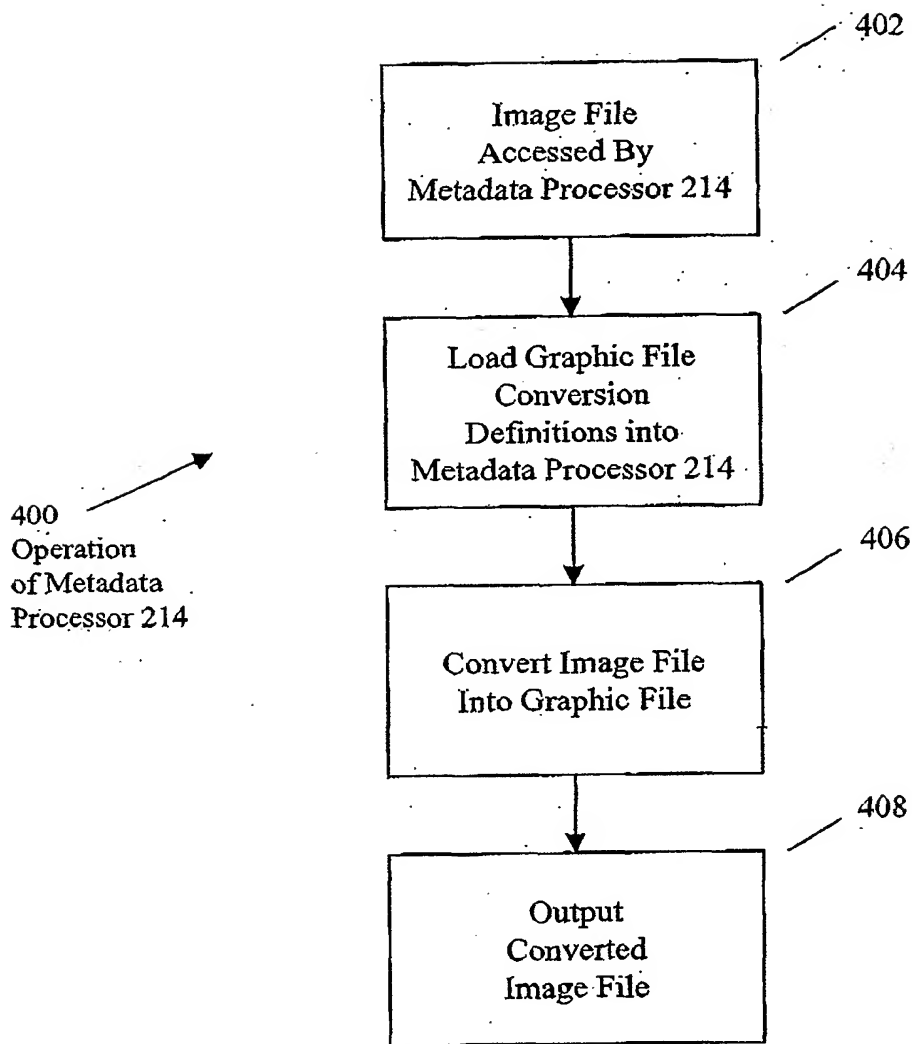 402
Image File
Accessed By
Metadata Processor 214
404
Load Graphic File
Conversion
Definitions into
Metadata Processor 214
400
Operation
of Metadata
Processor 214
406
Convert Image File
Into Graphic File
408
Output
Converted
Image File